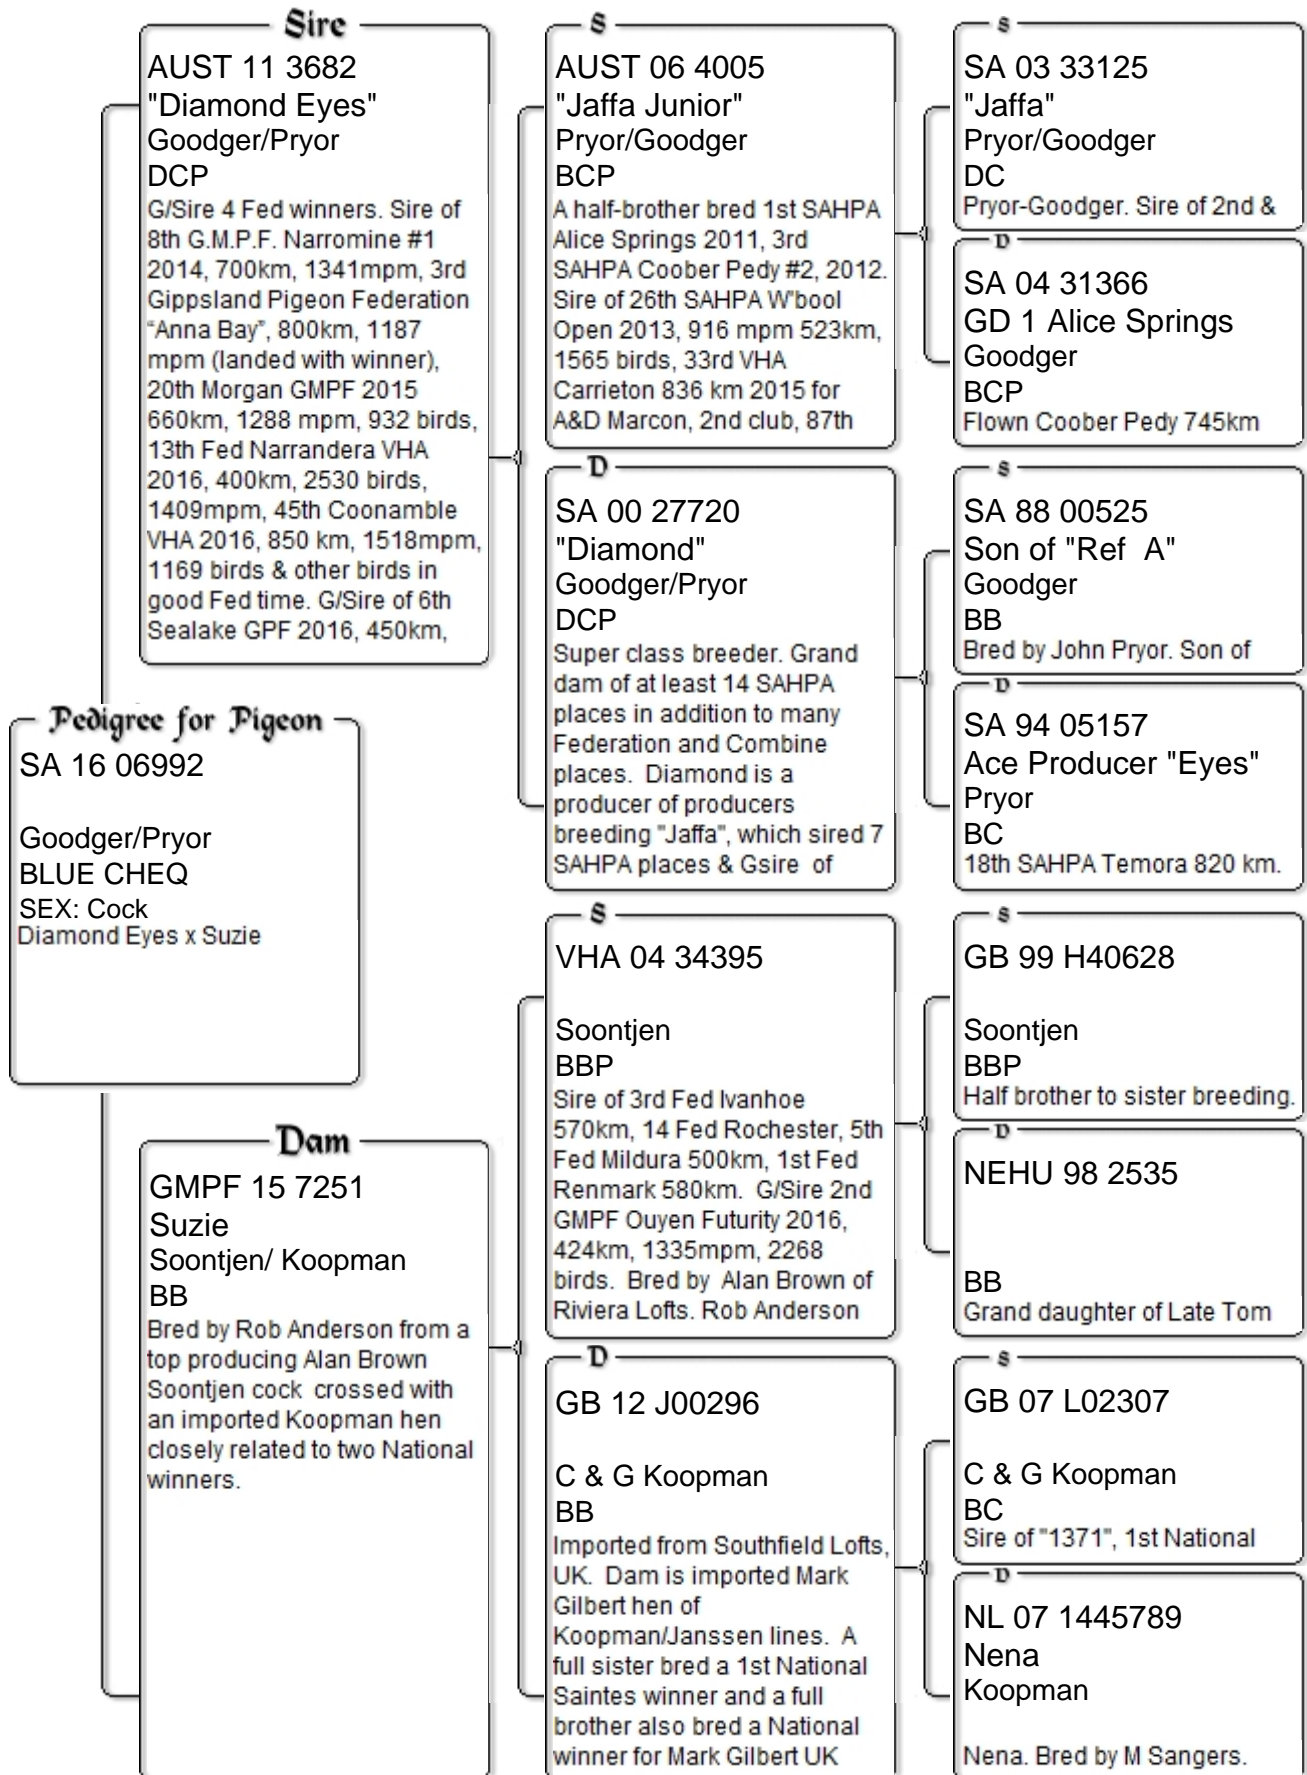 Sire
AUST 11 3682
"Diamond Eyes"
Goodger/Pryor
DCP
G/Sire 4 Fed winners. Sire of
8th G.M.P.F. Narromine #1
2014, 700km, 1341mpm, 3rd
Gippsland Pigeon Federation
“Anna Bay”, 800km, 1187
mpm (landed with winner),
20th Morgan GMPF 2015
660km, 1288 mpm, 932 birds,
13th Fed Narrandera VHA
2016, 400km, 2530 birds,
1409mpm, 45th Coonamble
VHA 2016, 850 km, 1518mpm,
1169 birds & other birds in
good Fed time. G/Sire of 6th
Sealake GPF 2016, 450km,
Pedigree for Pigeon
SA 16 06992
Goodger/Pryor
BLUE CHEQ
SEX: Cock
Diamond Eyes x Suzie
Dam
GMPF 15 7251
Suzie
Soontjen/ Koopman
BB
Bred by Rob Anderson from a
top producing Alan Brown
Soontjen cock  crossed with
an imported Koopman hen
closely related to two National
winners.
S
AUST 06 4005
"Jaffa Junior"
Pryor/Goodger
BCP
A half-brother bred 1st SAHPA
Alice Springs 2011, 3rd
SAHPA Coober Pedy #2, 2012.
Sire of 26th SAHPA W'bool
Open 2013, 916 mpm 523km,
1565 birds, 33rd VHA
Carrieton 836 km 2015 for
A&D Marcon, 2nd club, 87th
D
SA 00 27720
"Diamond"
Goodger/Pryor
DCP
Super class breeder. Grand
dam of at least 14 SAHPA
places in addition to many
Federation and Combine
places.  Diamond is a
producer of producers
breeding "Jaffa", which sired 7
SAHPA places & Gsire  of
S
VHA 04 34395
Soontjen
BBP
Sire of 3rd Fed Ivanhoe
570km, 14 Fed Rochester, 5th
Fed Mildura 500km, 1st Fed
Renmark 580km.  G/Sire 2nd
GMPF Ouyen Futurity 2016,
424km, 1335mpm, 2268
birds.  Bred by  Alan Brown of
Riviera Lofts. Rob Anderson
D
GB 12 J00296
C & G Koopman
BB
Imported from Southfield Lofts,
UK.  Dam is imported Mark
Gilbert hen of
Koopman/Janssen lines.  A
full sister bred a 1st National
Saintes winner and a full
brother also bred a National
winner for Mark Gilbert UK
S
SA 03 33125
"Jaffa"
Pryor/Goodger
DC
Pryor-Goodger. Sire of 2nd &
D
SA 04 31366
GD 1 Alice Springs
Goodger
BCP
Flown Coober Pedy 745km
S
SA 88 00525
Son of "Ref  A"
Goodger
BB
Bred by John Pryor. Son of
D
SA 94 05157
Ace Producer "Eyes"
Pryor
BC
18th SAHPA Temora 820 km.
S
GB 99 H40628
Soontjen
BBP
Half brother to sister breeding.
D
NEHU 98 2535
BB
Grand daughter of Late Tom
S
GB 07 L02307
C & G Koopman
BC
Sire of "1371", 1st National
D
NL 07 1445789
Nena
Koopman
Nena. Bred by M Sangers.